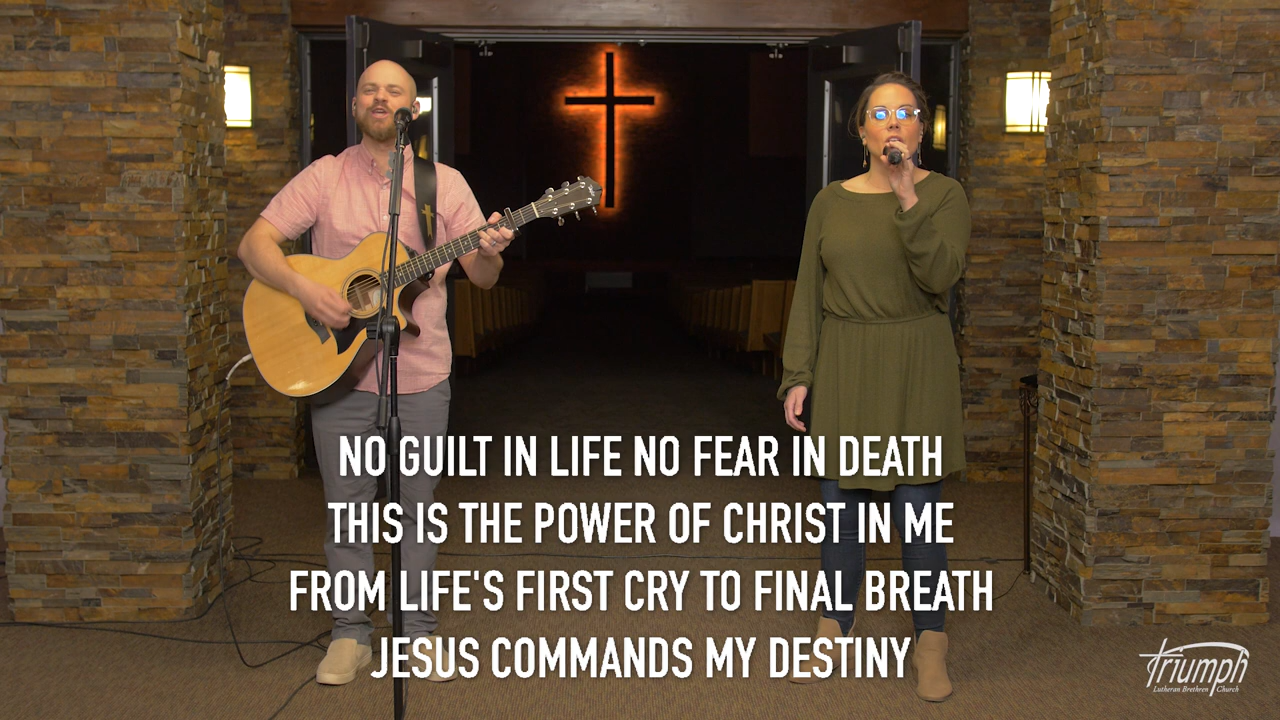 NO GUILT IN LIFE NO FEAR IN DEATH
THIS IS THE POWER OF CHRIST IN ME
FROM LIFE'S FIRST CRY TO FINAL BREATH
JESUS COMMANDS MY DESTINY
Triumph
Lutheran Brethren Church